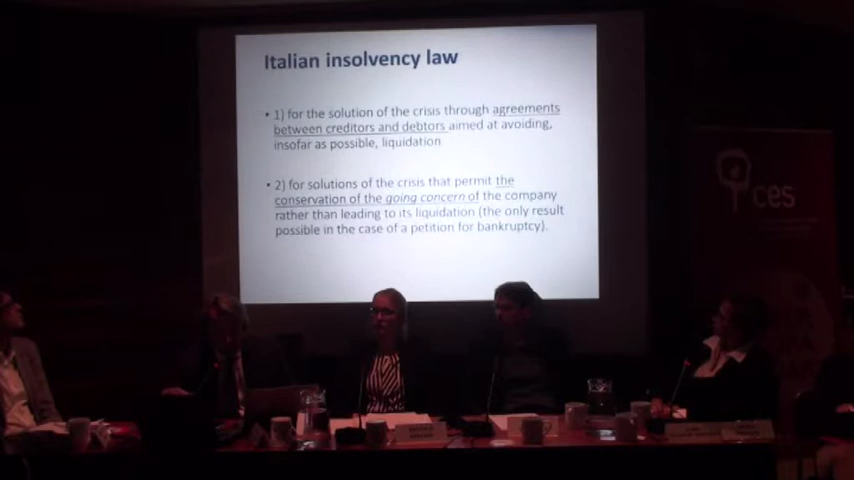 Italian insolvency law
• 1) for the solution of the crisis through agreements
between creditors and debtors aimed at avoiding,
insofar as possible, liquidation
• 2) for solutions of the crisis that permit the
conservation of the going concern of the company
rather than leading to its liquidation (the only result
possible in the case of a petition for bankruptcy).
ces